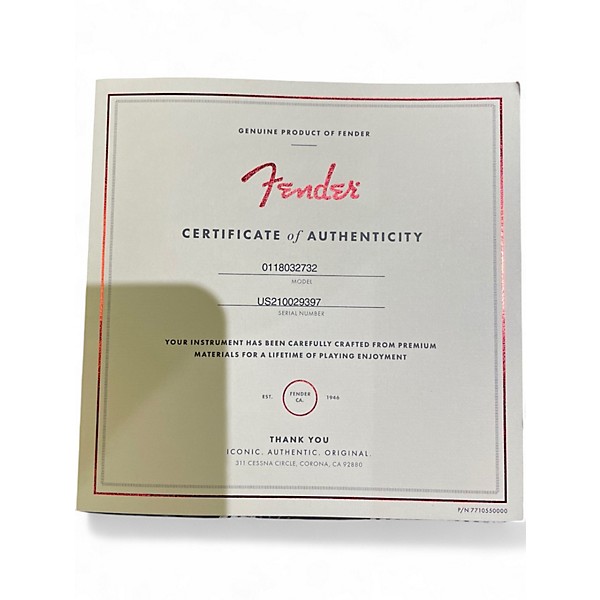 GENUINE PRODUCT OF FENDER
Fender
CERTIFICATE of AUTHENTICITY
0118032732
MODEL
US210029397
SERIAL NUMBER
YOUR INSTRUMENT HAS BEEN CAREFULLY CRAFTED FROM PREMIUM
MATERIALS FOR A LIFETIME OF PLAYING ENJOYMENT
EST. FENDER CA. 1946
THANK YOU
ICONIC. AUTHENTIC. ORIGINAL.
311 CESSNA CIRCLE, CORONA, CA 92880
P/N 7710550000